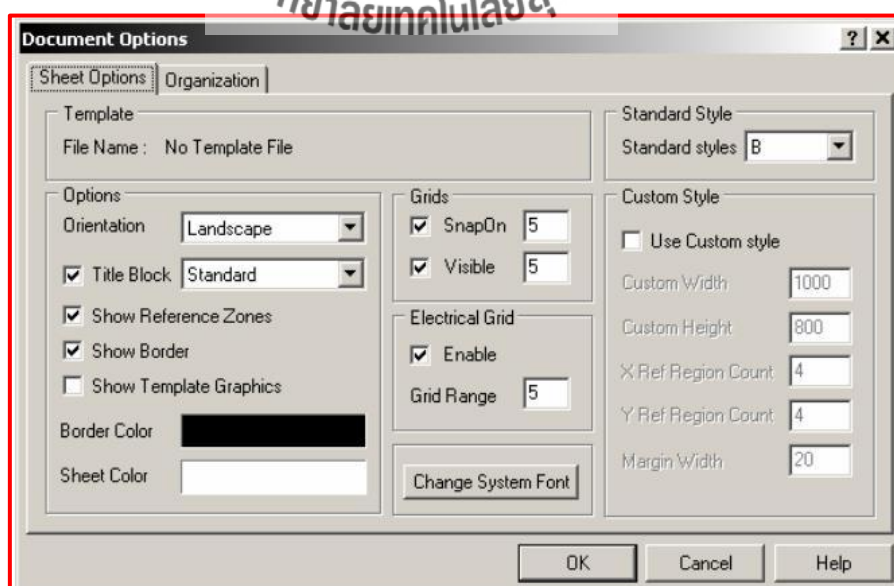 Document Options
Sheet Options
Organization
Template
File Name : No Template File
Standard Style
Standard styles B
Options
Orientation Landscape
Title Block Standard
Show Reference Zones
Show Border
Show Template Graphics
Border Color
Sheet Color
Grids
SnapOn 5
Visible 5
Electrical Grid
Enable
Grid Range 5
Change System Font
Custom Style
Use Custom style
Custom Width 1000
Custom Height 800
X Ref Region Count 4
Y Ref Region Count 4
Margin Width 20
OK
Cancel
Help